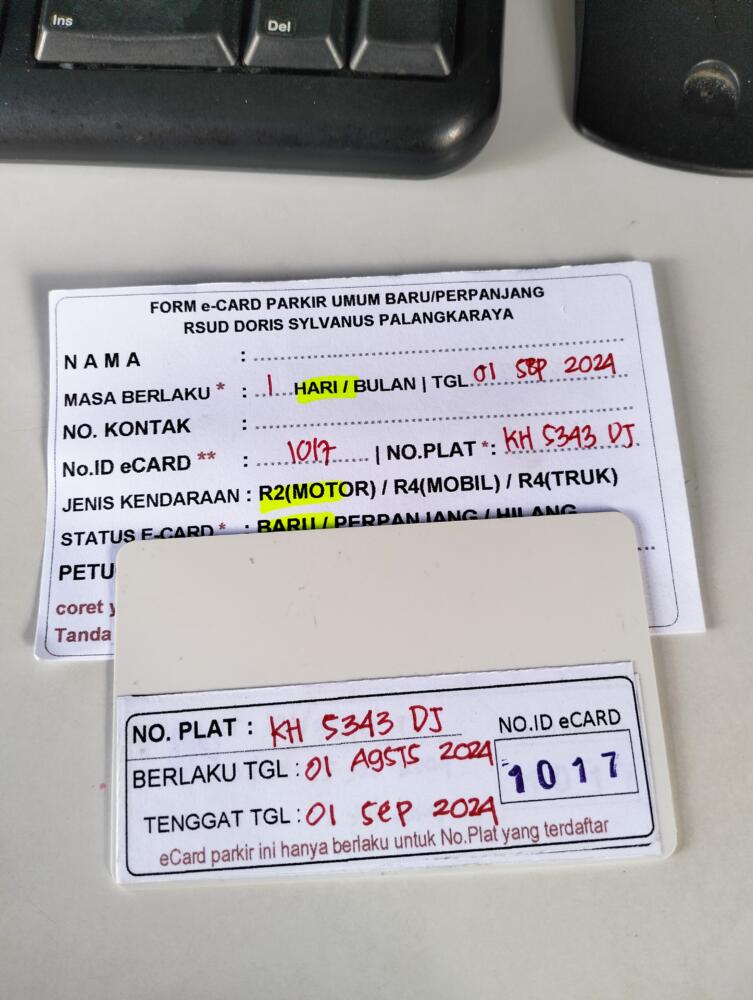 Ins
Del
FORM e-CARD PARKIR UMUM BARU/PERPANJANG
RSUD DORIS SYLVANUS PALANGKARAYA
NAMA :
MASA BERLAKU * : 1 HARI / BULAN | TGL 01 SEP 2024
NO. KONTAK :
No.ID eCARD ** : 1017 | NO.PLAT *: KH 5343 DJ
JENIS KENDARAAN : R2(MOTOR) / R4(MOBIL) / R4(TRUK)
STATUS E-CARD * : BARU / PERPANJANG / HILANG
PETU
coret
Tanda
NO. PLAT : KH 5343 DJ
NO.ID eCARD
BERLAKU TGL : 01 AGSTS 2024
1017
TENGGAT TGL : 01 SEP 2024
eCard parkir ini hanya berlaku untuk No.Plat yang terdaftar